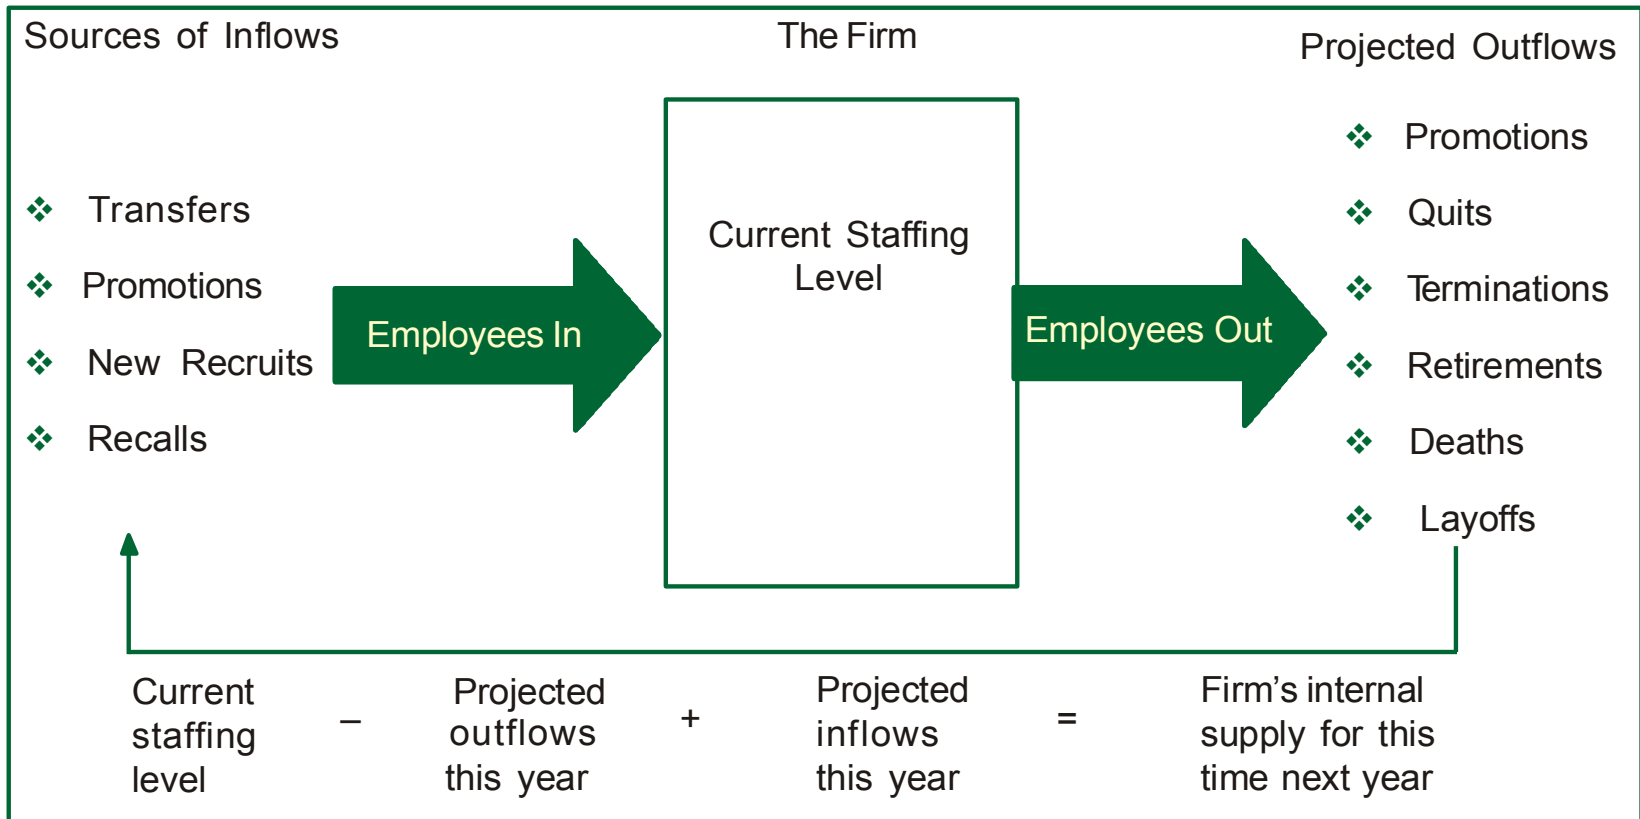 Sources of Inflows
The Firm
Projected Outflows
Transfers
Promotions
New Recruits
Recalls
Employees In
Current Staffing
Level
Employees Out
Promotions
Quits
Terminations
Retirements
Deaths
Layoffs
Current
staffing
level
–
Projected
outflows
this year
+
Projected
inflows
this year
=
Firm’s internal
supply for this
time next year